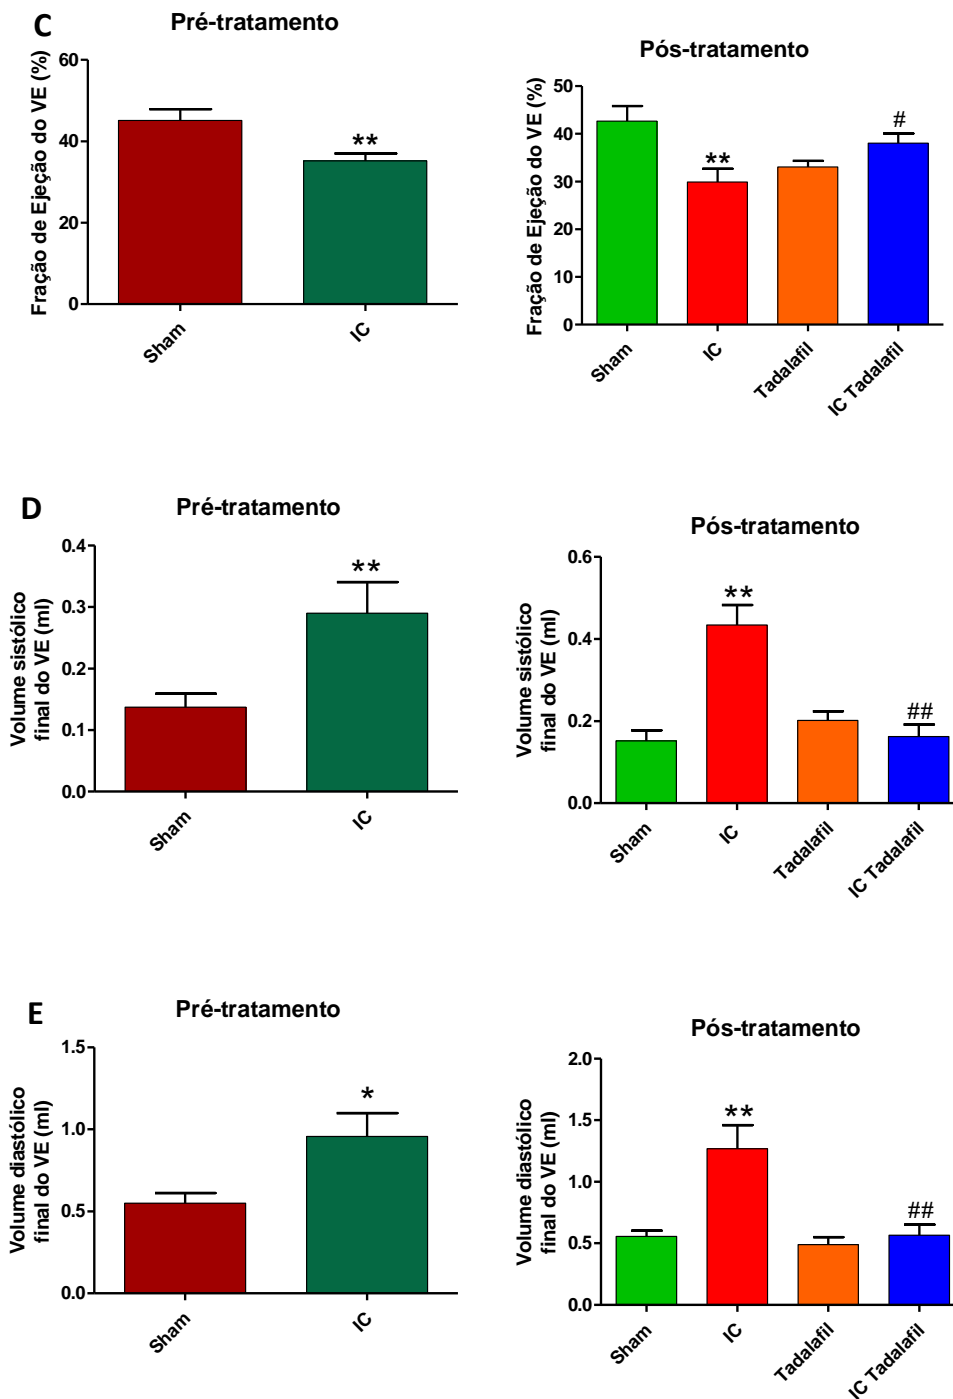 C
Pré-tratamento
Fração de Ejeção do VE (%)
60
40
20
0
**
Sham
IC
Pós-tratamento
Fração de Ejeção do VE (%)
50
40
30
20
10
0
**
#
Sham
IC
Tadalafil
IC Tadalafil
D
Pré-tratamento
Volume sistólico
final do VE (ml)
0.4
0.3
0.2
0.1
0.0
**
Sham
IC
Pós-tratamento
Volume sistólico
final do VE (ml)
0.6
0.4
0.2
0.0
**
##
Sham
IC
Tadalafil
IC Tadalafil
E
Pré-tratamento
Volume diastólico
final do VE (ml)
1.5
1.0
0.5
0.0
*
Sham
IC
Pós-tratamento
Volume diastólico
final do VE (ml)
2.0
1.5
1.0
0.5
0.0
**
##
Sham
IC
Tadalafil
IC Tadalafil